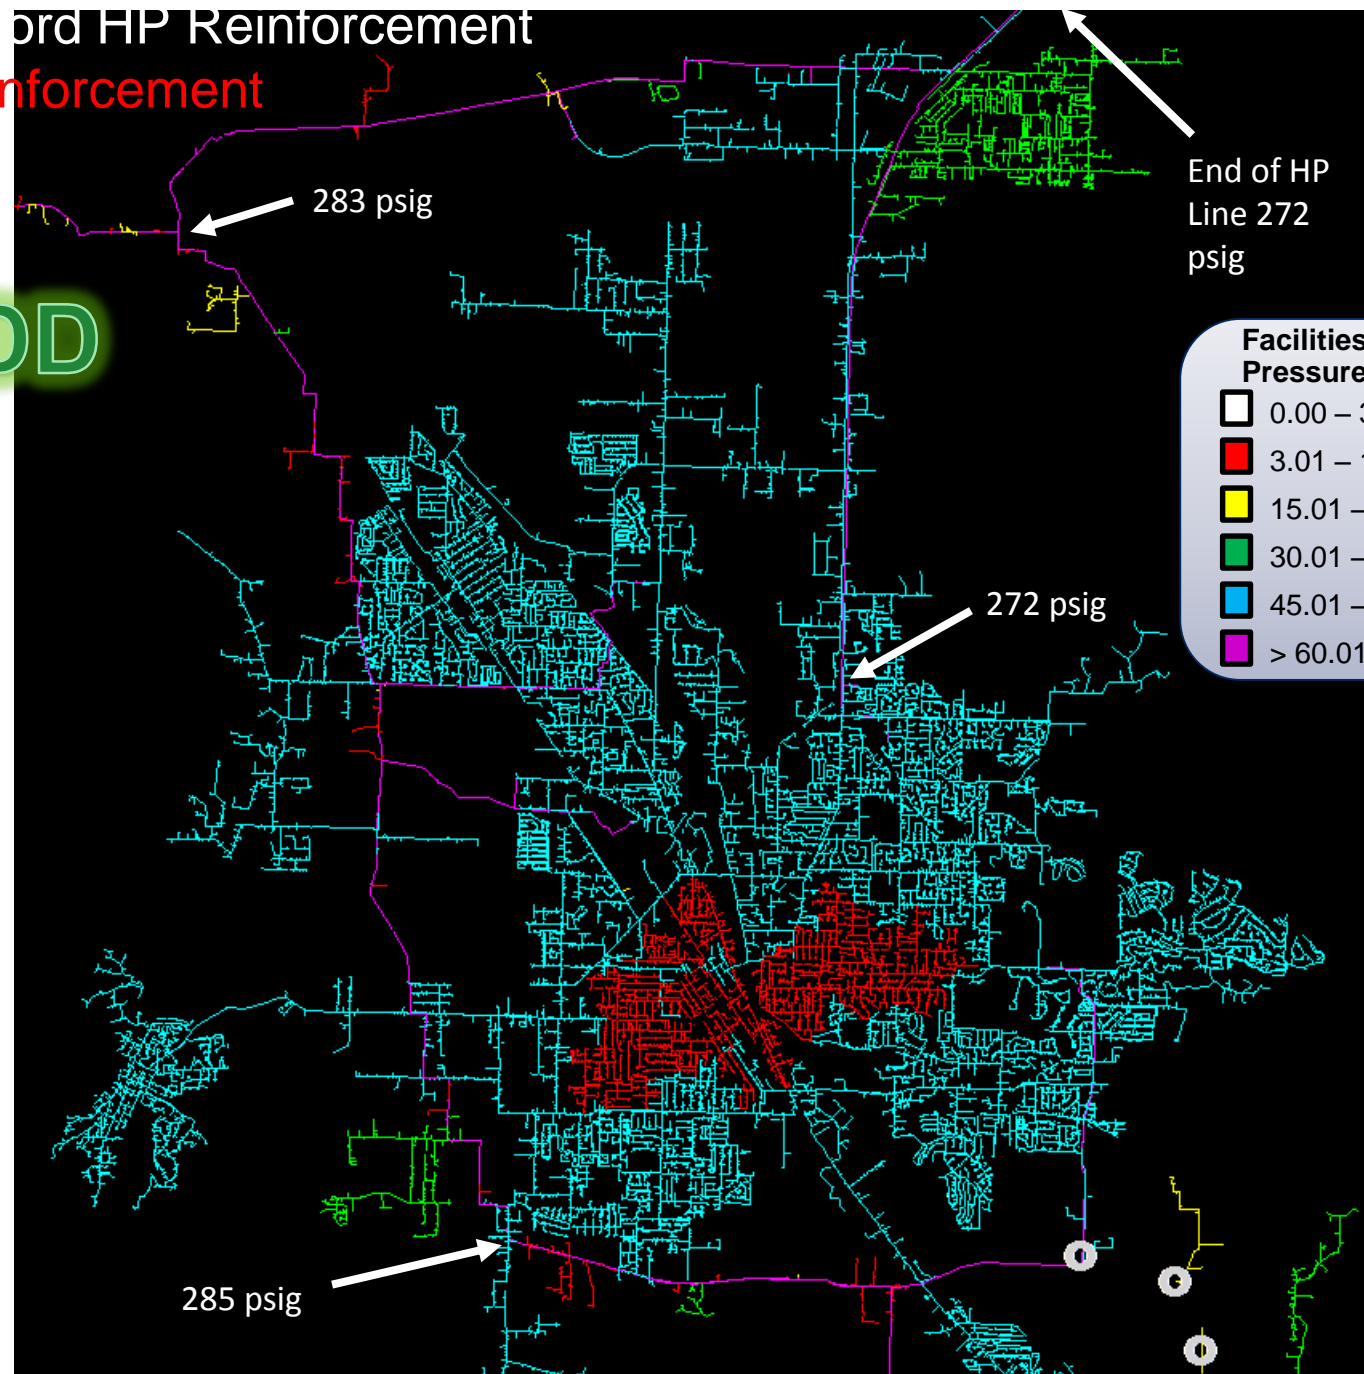 ord HP Reinforcement
nforcement
283 psig
End of HP
Line 272
psig
OD
Facilities
Pressure
0.00 –
3.01 –
15.01 –
30.01 –
45.01 –
> 60.01
272 psig
285 psig